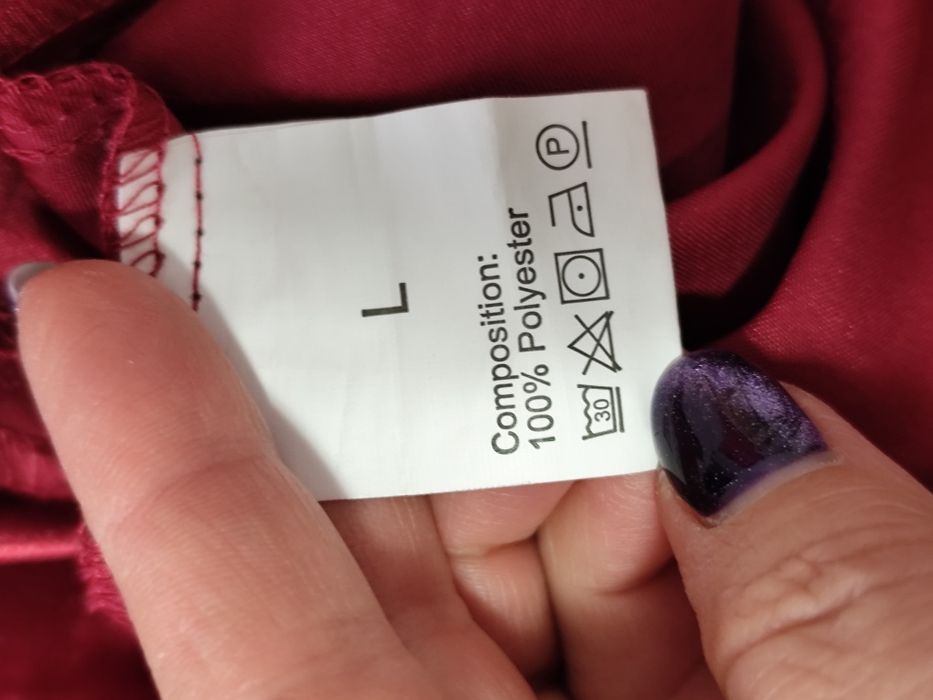 L
Composition:
100% Polyester
30 P